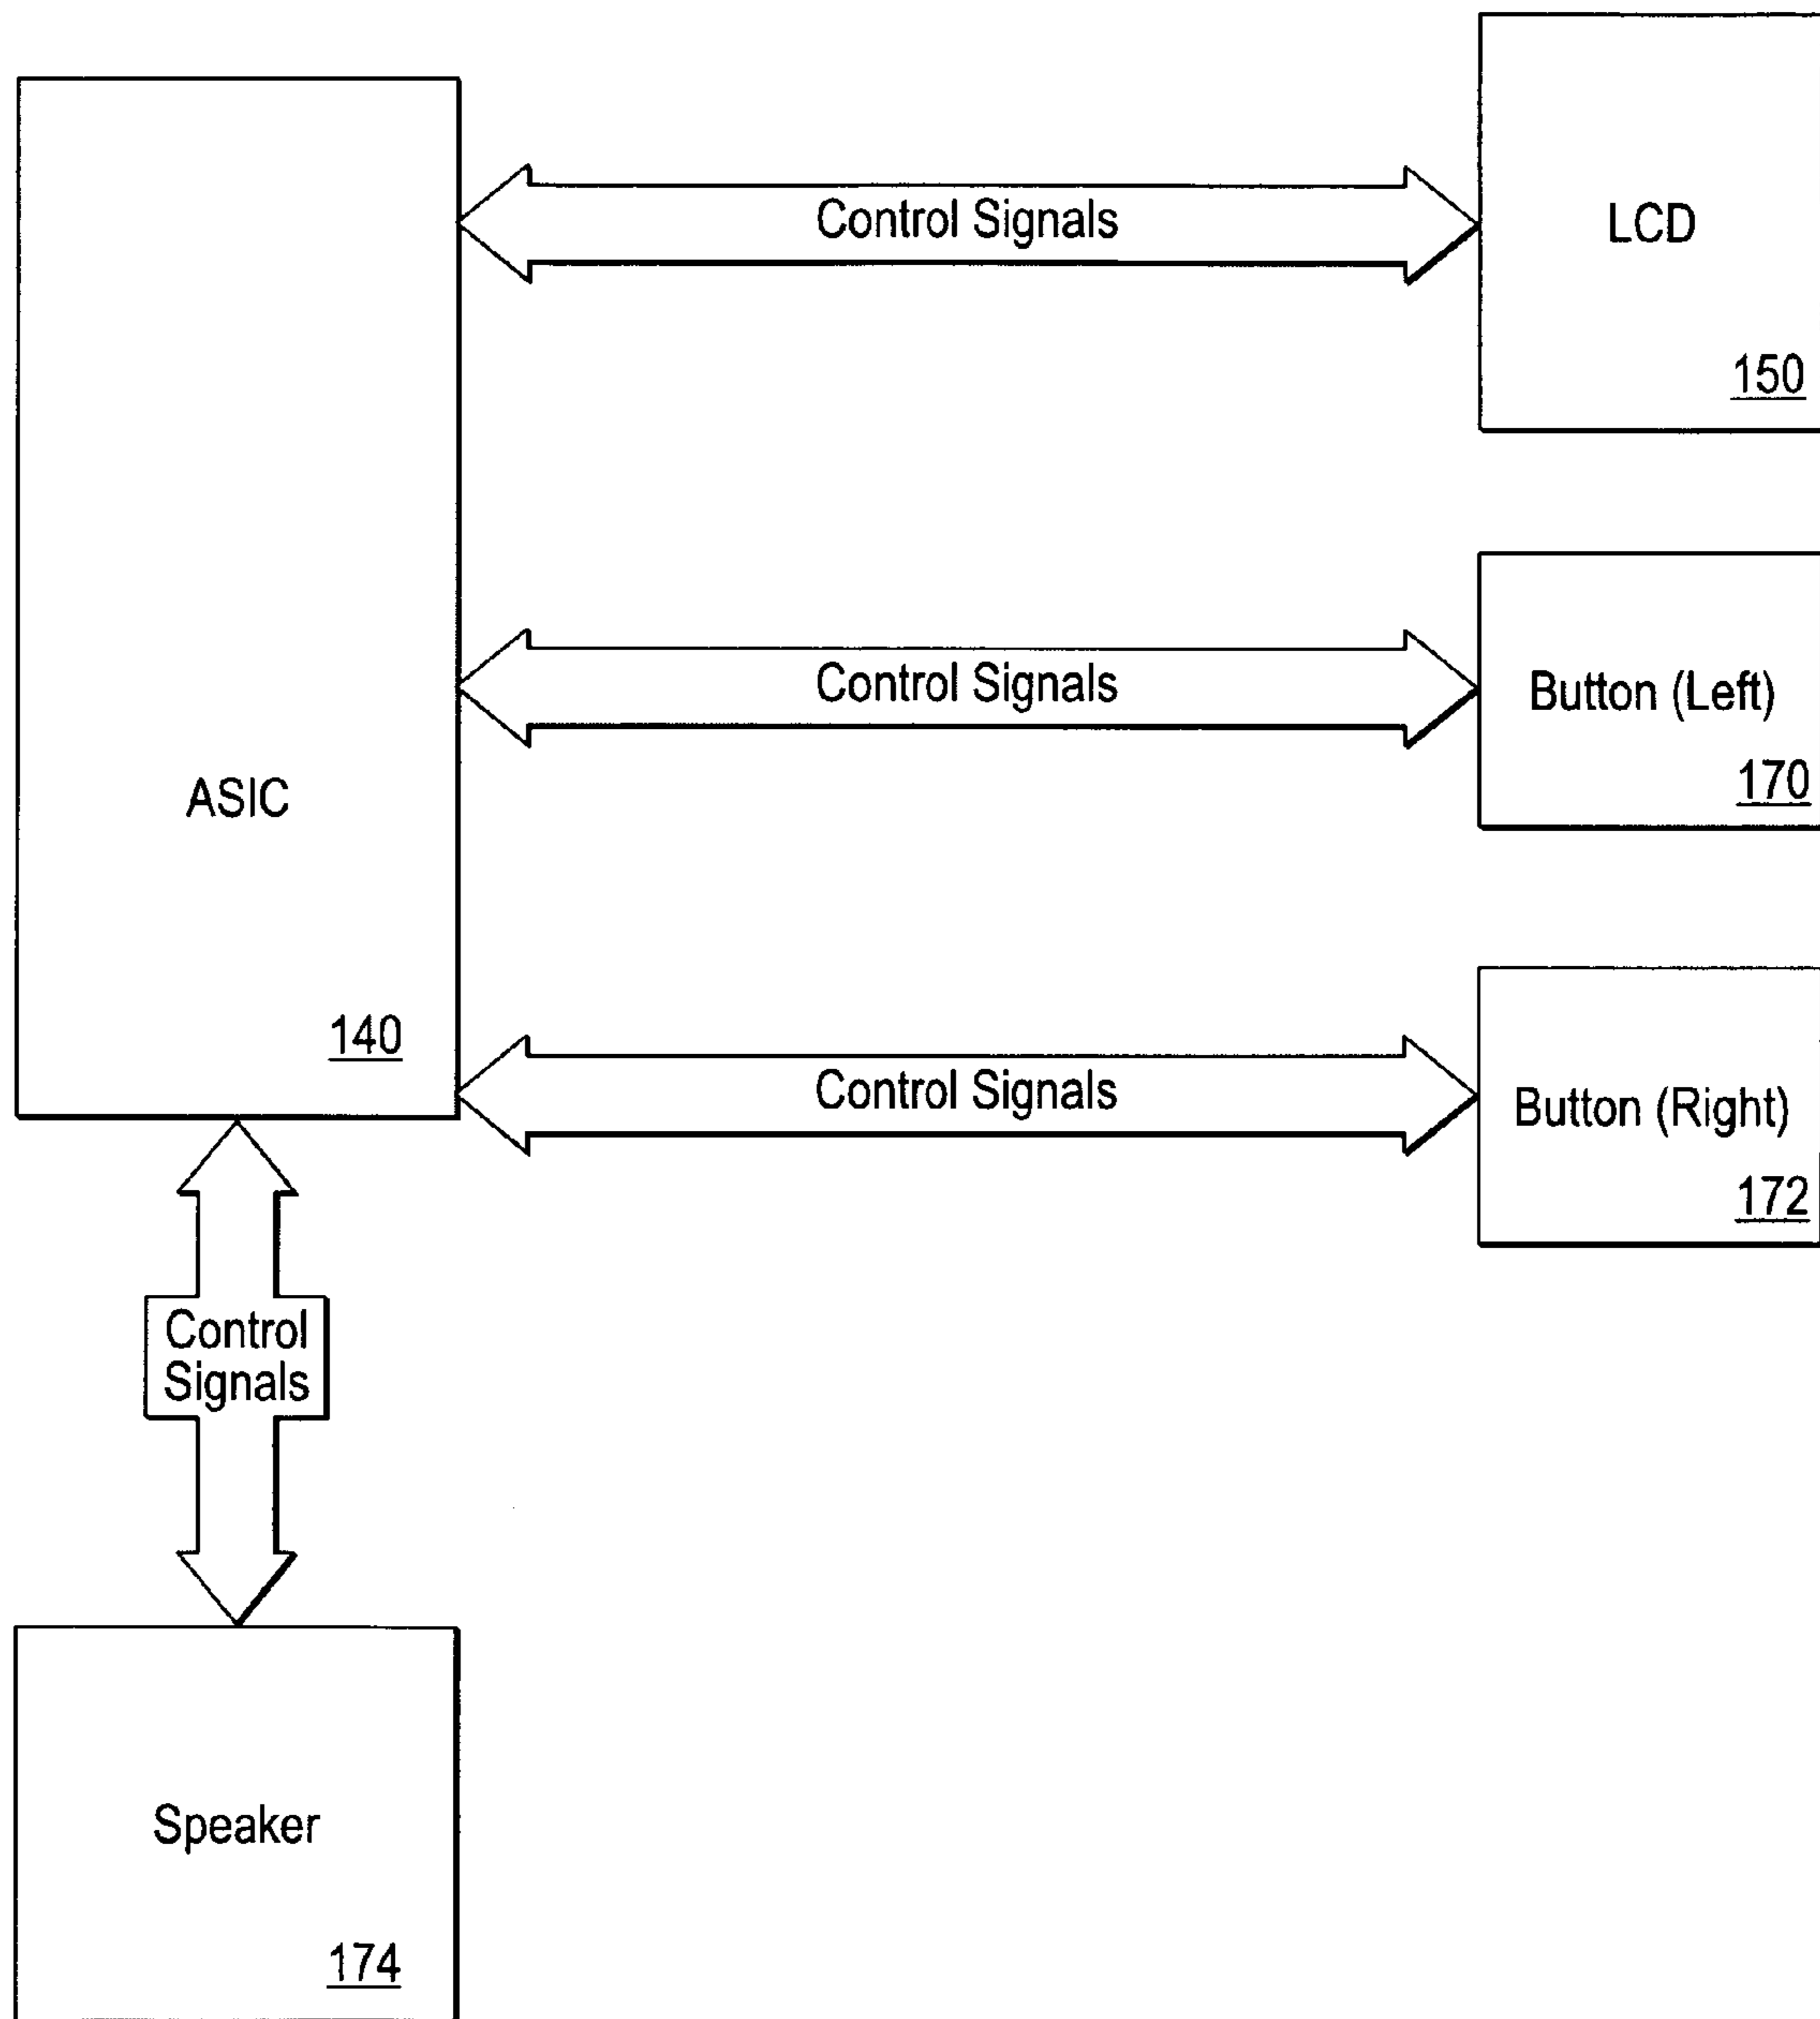 Control Signals
LCD
150
Control Signals
Button (Left)
170
ASIC
140
Control Signals
Button (Right)
172
Control
Signals
Speaker
174